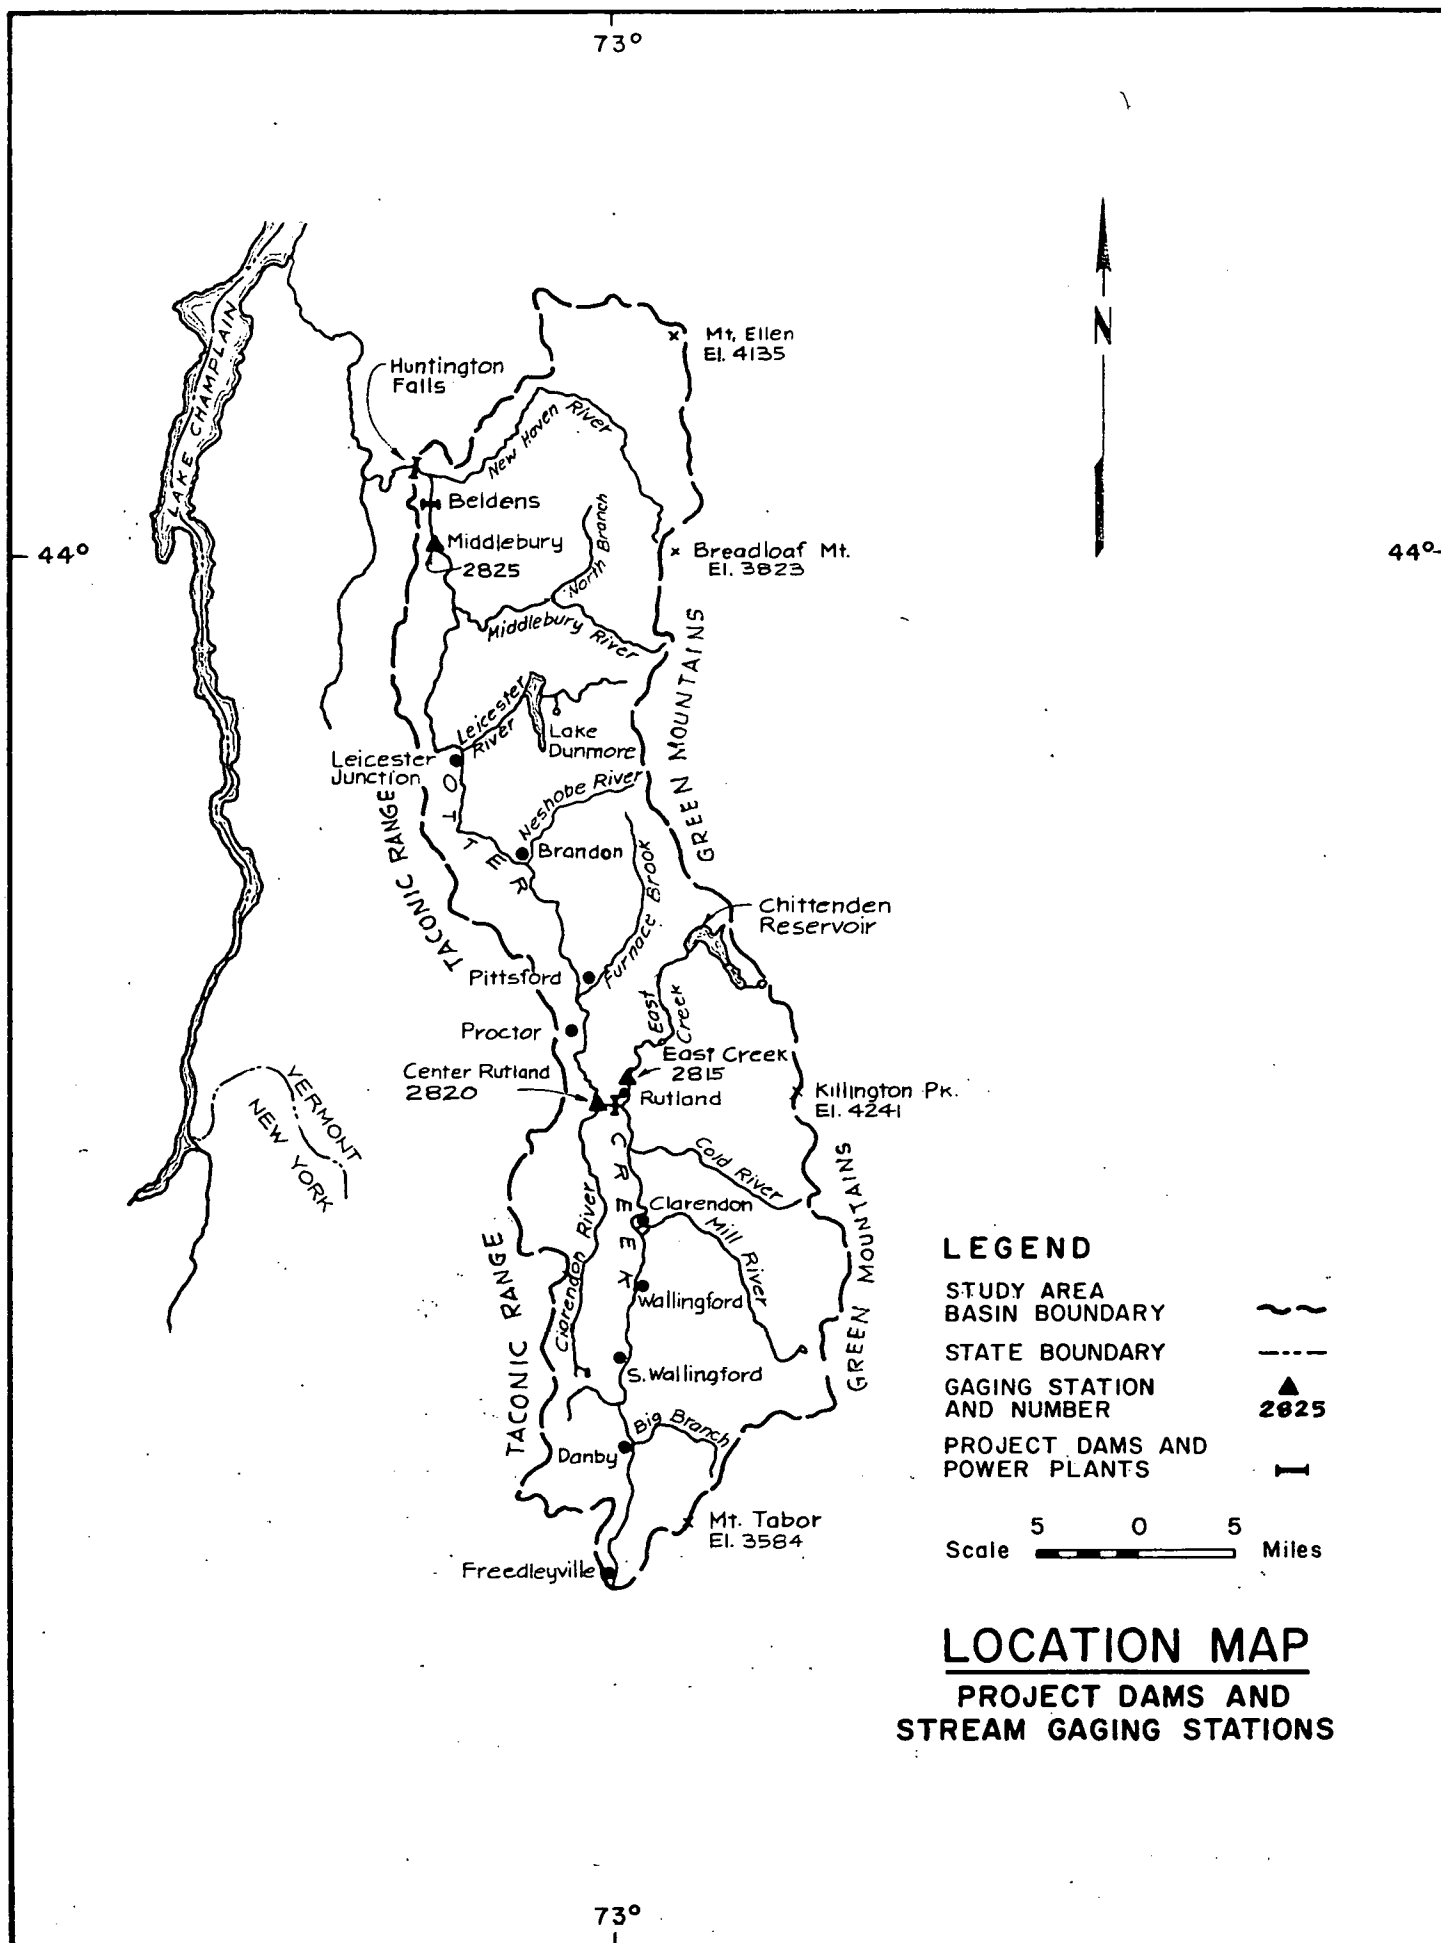 73°
Mt. Ellen
El. 4135
N
LAKE CHAMPLAIN
Huntington
Falls
New Haven River
Beldens
44°
Middlebury
2825
North Branch
Breadloaf Mt.
El. 3823
44°
Middlebury River
GREEN MOUNTAINS
Leicester
River
Lake
Dunmore
Leicester
Junction
OTTER
Neshobe River
TACONIC RANGE
Brandon
Furnace Brook
Chittenden
Reservoir
Pittsford
East
Creek
Proctor
East Creek
2815
Center Rutland
2820
Rutland
Killington Pk.
El. 4241
VERMONT
NEW YORK
CREEK
Cold River
Clarendon
Mill River
Clarendon River
GREEN MOUNTAINS
TACONIC RANGE
Wallingford
S. Wallingford
Big Branch
Danby
Mt. Tabor
El. 3584
Freedleyville
LEGEND
STUDY AREA
BASIN BOUNDARY
STATE BOUNDARY
GAGING STATION
AND NUMBER
2825
PROJECT DAMS AND
POWER PLANTS
5 0 5
Scale Miles
LOCATION MAP
PROJECT DAMS AND
STREAM GAGING STATIONS
73°